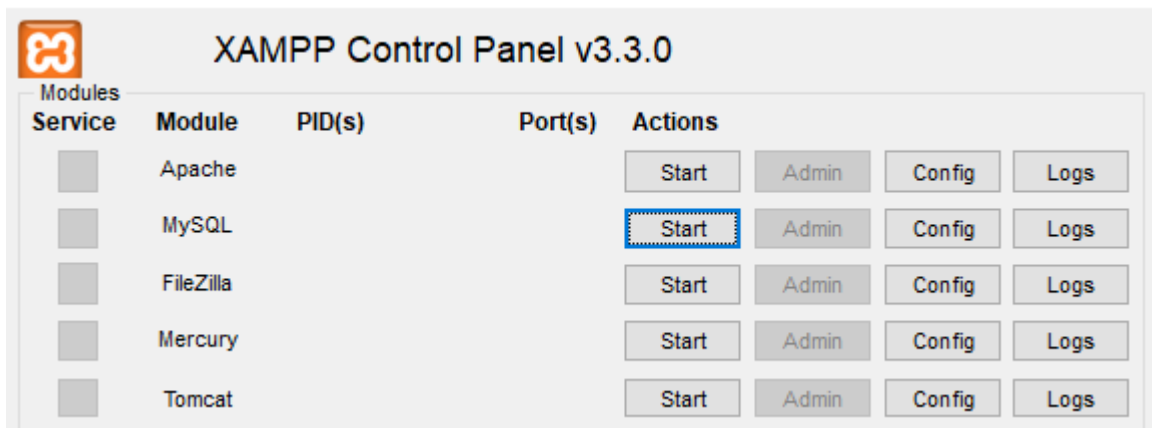 XAMPP Control Panel v3.3.0
Modules
Service Module PID(s) Port(s) Actions
Apache Start Admin Config Logs
MySQL Start Admin Config Logs
FileZilla Start Admin Config Logs
Mercury Start Admin Config Logs
Tomcat Start Admin Config Logs